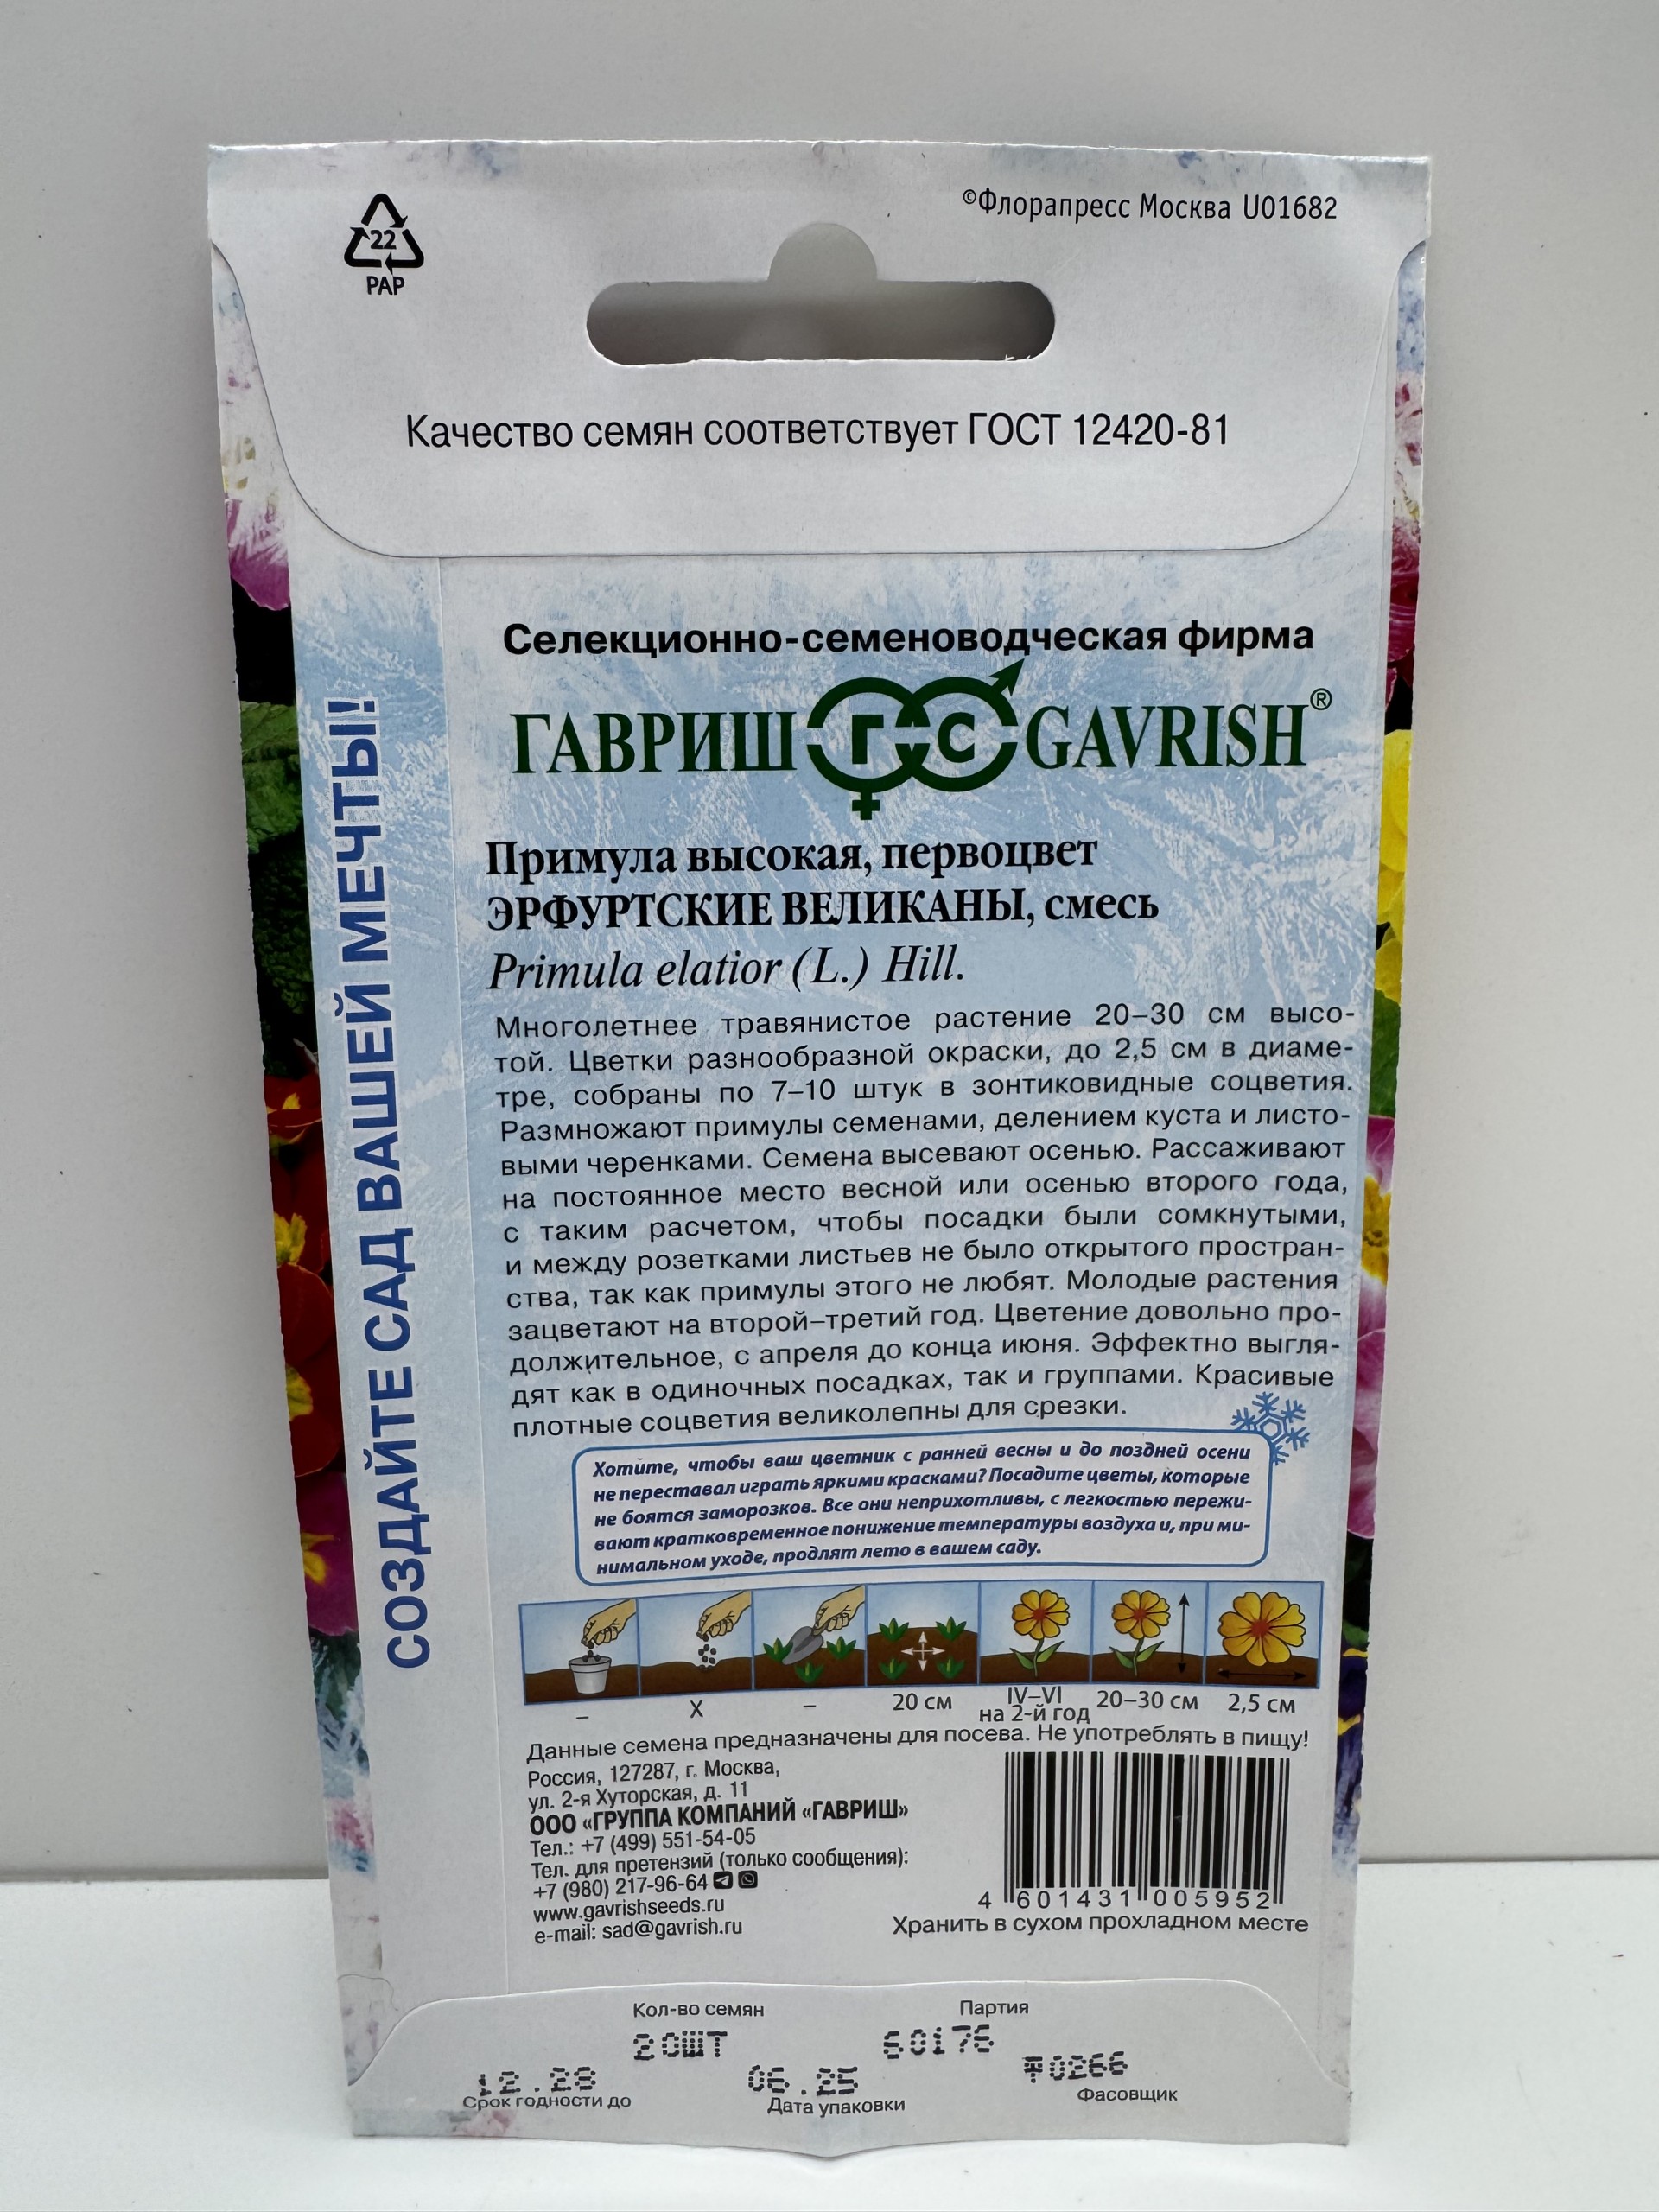 ©Флорапресс Москва U01682
22
PAP
Качество семян соответствует ГОСТ 12420-81
СОЗДАЙТЕ САД ВАШЕЙ МЕЧТЫ!
Селекционно-семеноводческая фирма
ГАВРИШ Г С GAVRISH®
Примула высокая, первоцвет
ЭРФУРТСКИЕ ВЕЛИКАНЫ, смесь
Primula elatior (L.) Hill.
Многолетнее травянистое растение 20–30 см высо-
той. Цветки разнообразной окраски, до 2,5 см в диаме-
тре, собраны по 7–10 штук в зонтиковидные соцветия.
Размножают примулы семенами, делением куста и листо-
выми черенками. Семена высевают осенью. Рассаживают
на постоянное место весной или осенью второго года,
с таким расчетом, чтобы посадки были сомкнутыми,
и между розетками листьев не было открытого простран-
ства, так как примулы этого не любят. Молодые растения
зацветают на второй–третий год. Цветение довольно про-
должительное, с апреля до конца июня. Эффектно выгля-
дят как в одиночных посадках, так и группами. Красивые
плотные соцветия великолепны для срезки.
Хотите, чтобы ваш цветник с ранней весны и до поздней осени
не переставал играть яркими красками? Посадите цветы, которые
не боятся заморозков. Все они неприхотливы, с легкостью пережи-
вают кратковременное понижение температуры воздуха и, при ми-
нимальном уходе, продлят лето в вашем саду.
– X – 20 см IV–VI 20–30 см 2,5 см
на 2-й год
Данные семена предназначены для посева. Не употреблять в пищу!
Россия, 127287, г. Москва,
ул. 2-я Хуторская, д. 11
ООО «ГРУППА КОМПАНИЙ «ГАВРИШ»
Тел.: +7 (499) 551-54-05
Тел. для претензий (только сообщения):
+7 (980) 217-96-64
www.gavrishseeds.ru
e-mail: sad@gavrish.ru
4 601431 005952
Хранить в сухом прохладном месте
Кол-во семян Партия
20ШТ 60176
12.28 06.25 Ф0266
Срок годности до Дата упаковки Фасовщик